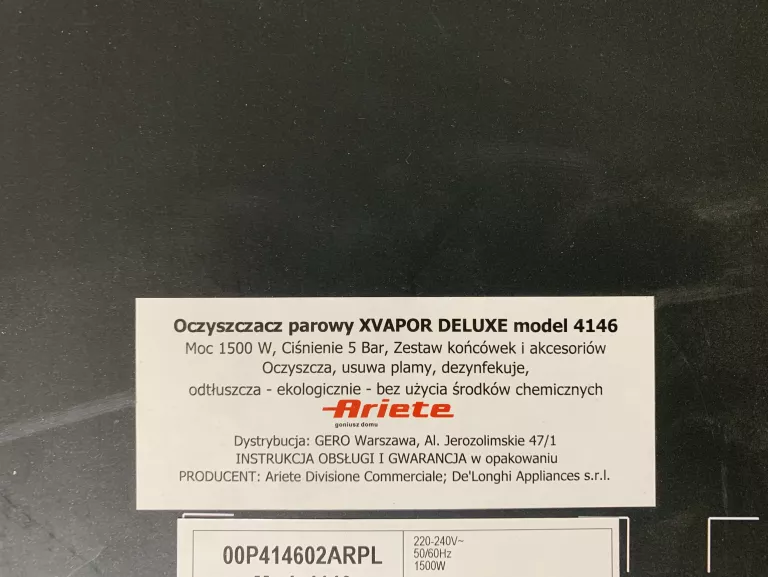 Oczyszczacz parowy XVAPOR DELUXE model 4146
Moc 1500 W, Ciśnienie 5 Bar, Zestaw końcówek i akcesoriów
Oczyszcza, usuwa plamy, dezynfekuje,
odtłuszcza - ekologicznie - bez użycia środków chemicznych
Ariete
goniusz domu
Dystrybucja: GERO Warszawa, Al. Jerozolimskie 47/1
INSTRUKCJA OBSŁUGI I GWARANCJA w opakowaniu
PRODUCENT: Ariete Divisione Commerciale; De'Longhi Appliances s.r.l.
00P414602ARPL
220-240V~
50/60Hz
1500W